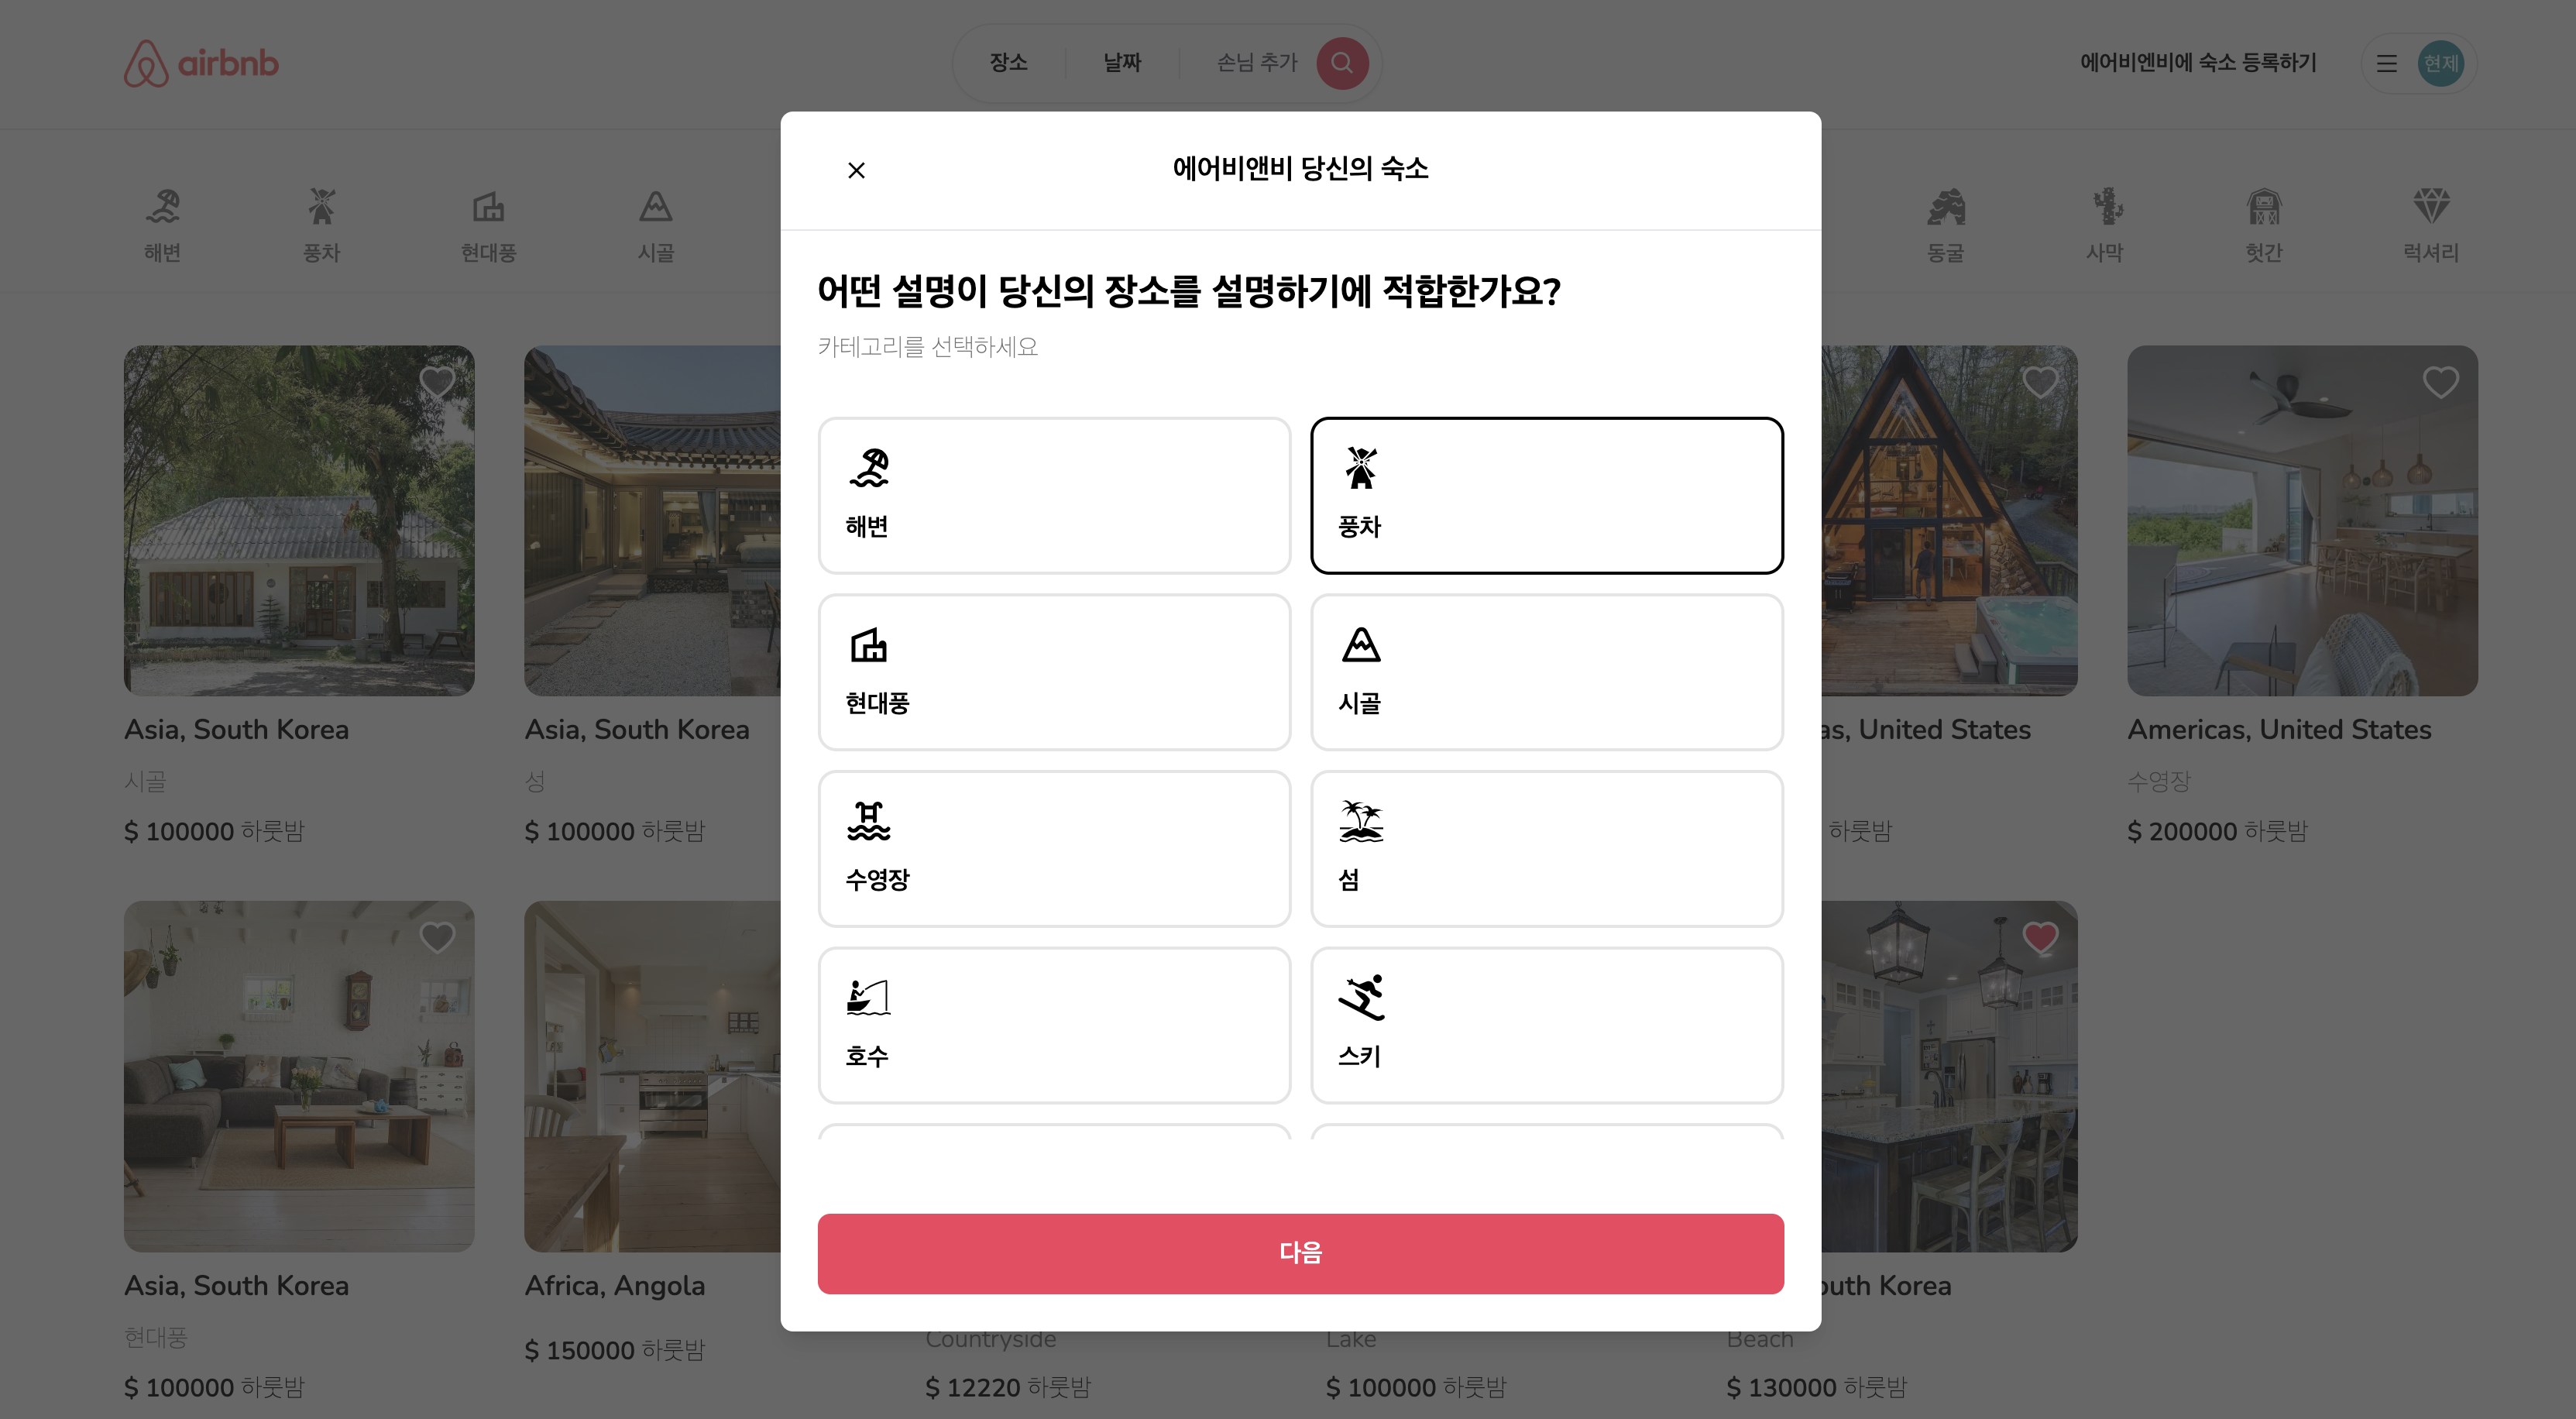 airbnb
장소
날짜
손님 추가
에어비엔비에 숙소 등록하기
현제
해변
풍차
현대풍
시골
동굴
사막
헛간
럭셔리
에어비앤비 당신의 숙소
어떤 설명이 당신의 장소를 설명하기에 적합한가요?
카테고리를 선택하세요
해변
풍차
현대풍
시골
수영장
섬
호수
스키
다음
Asia, South Korea
시골
$ 100000 하룻밤
Asia, South Korea
성
$ 100000 하룻밤
United States
하룻밤
Americas, United States
수영장
$ 200000 하룻밤
Asia, South Korea
현대풍
$ 100000 하룻밤
Africa, Angola
$ 150000 하룻밤
Countryside
$ 12220 하룻밤
Lake
$ 100000 하룻밤
Korea
Beach
$ 130000 하룻밤